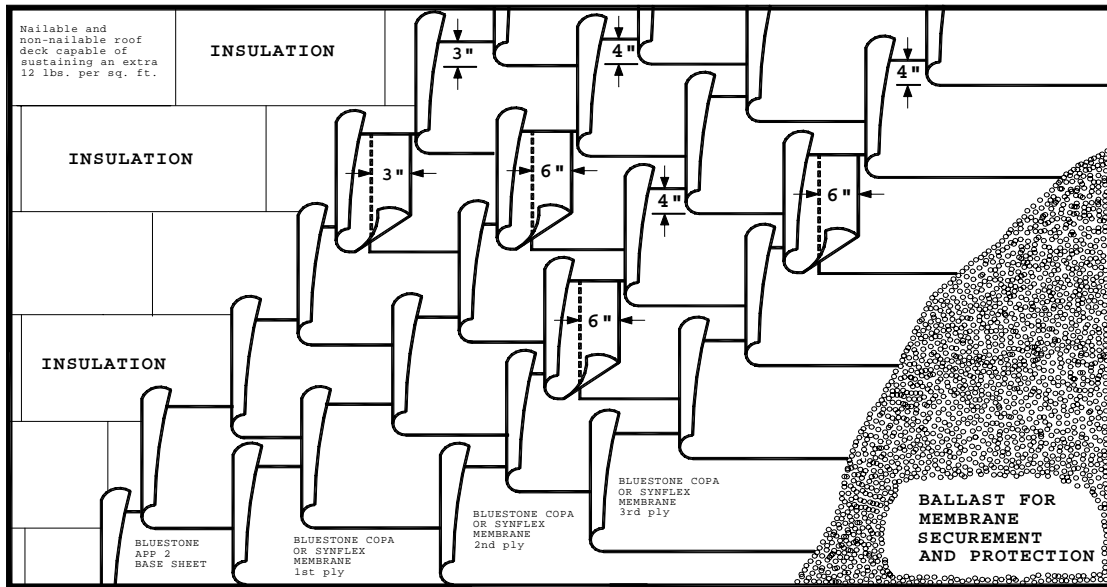 Nailable and
non-nailable roof
deck capable of
sustaining an extra
12 lbs. per sq. ft.
INSULATION
3"
4"
4"
INSULATION
3"
6"
4"
6"
6"
INSULATION
BLUESTONE
APP 2
BASE SHEET
BLUESTONE COPA
OR SYNFLEX
MEMBRANE
1st ply
BLUESTONE COPA
OR SYNFLEX
MEMBRANE
2nd ply
BLUESTONE COPA
OR SYNFLEX
MEMBRANE
3rd ply
BALLAST FOR
MEMBRANE
SECUREMENT
AND PROTECTION